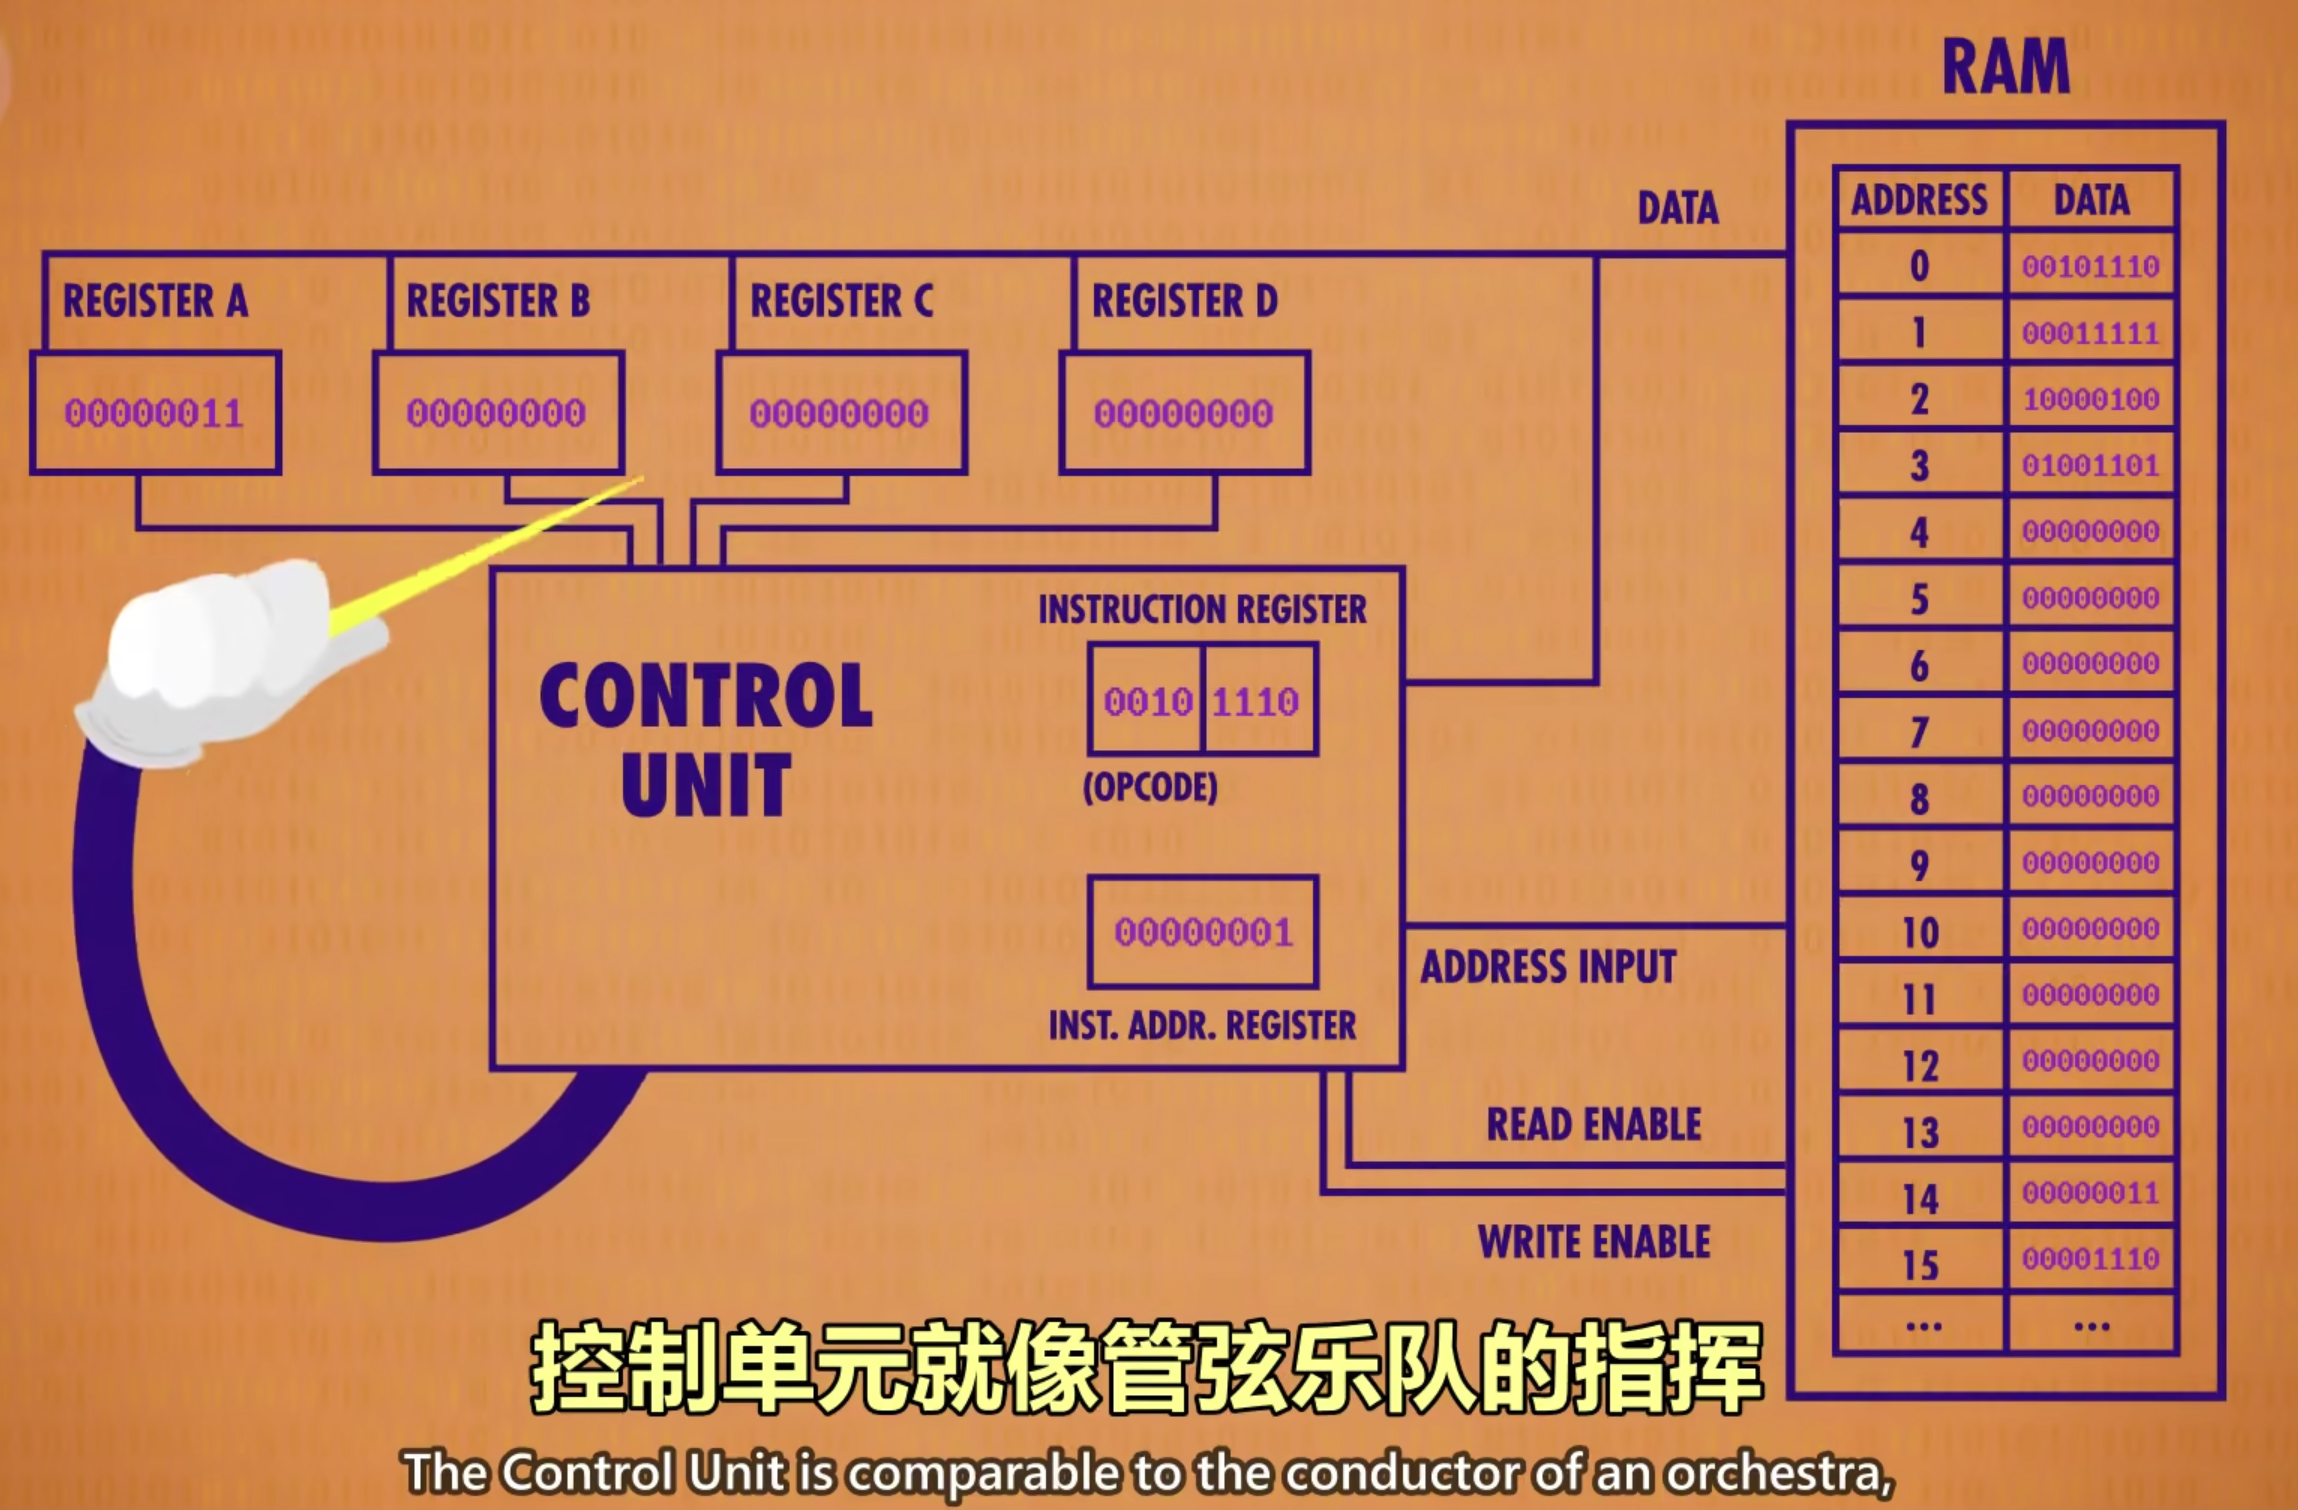 RAM
ADDRESS DATA
0 00101110
1 00011111
2 10000100
3 01001101
4 00000000
5 00000000
6 00000000
7 00000000
8 00000000
9 00000000
10 00000000
11 00000000
12 00000000
13 00000000
14 00000011
15 00001110
... ...
DATA
REGISTER A REGISTER B REGISTER C REGISTER D
00000011 00000000 00000000 00000000
CONTROL
UNIT
INSTRUCTION REGISTER
0010 1110
(OPCODE)
00000001
INST. ADDR. REGISTER
ADDRESS INPUT
READ ENABLE
WRITE ENABLE
控制单元就像管弦乐队的指挥
The Control Unit is comparable to the conductor of an orchestra,